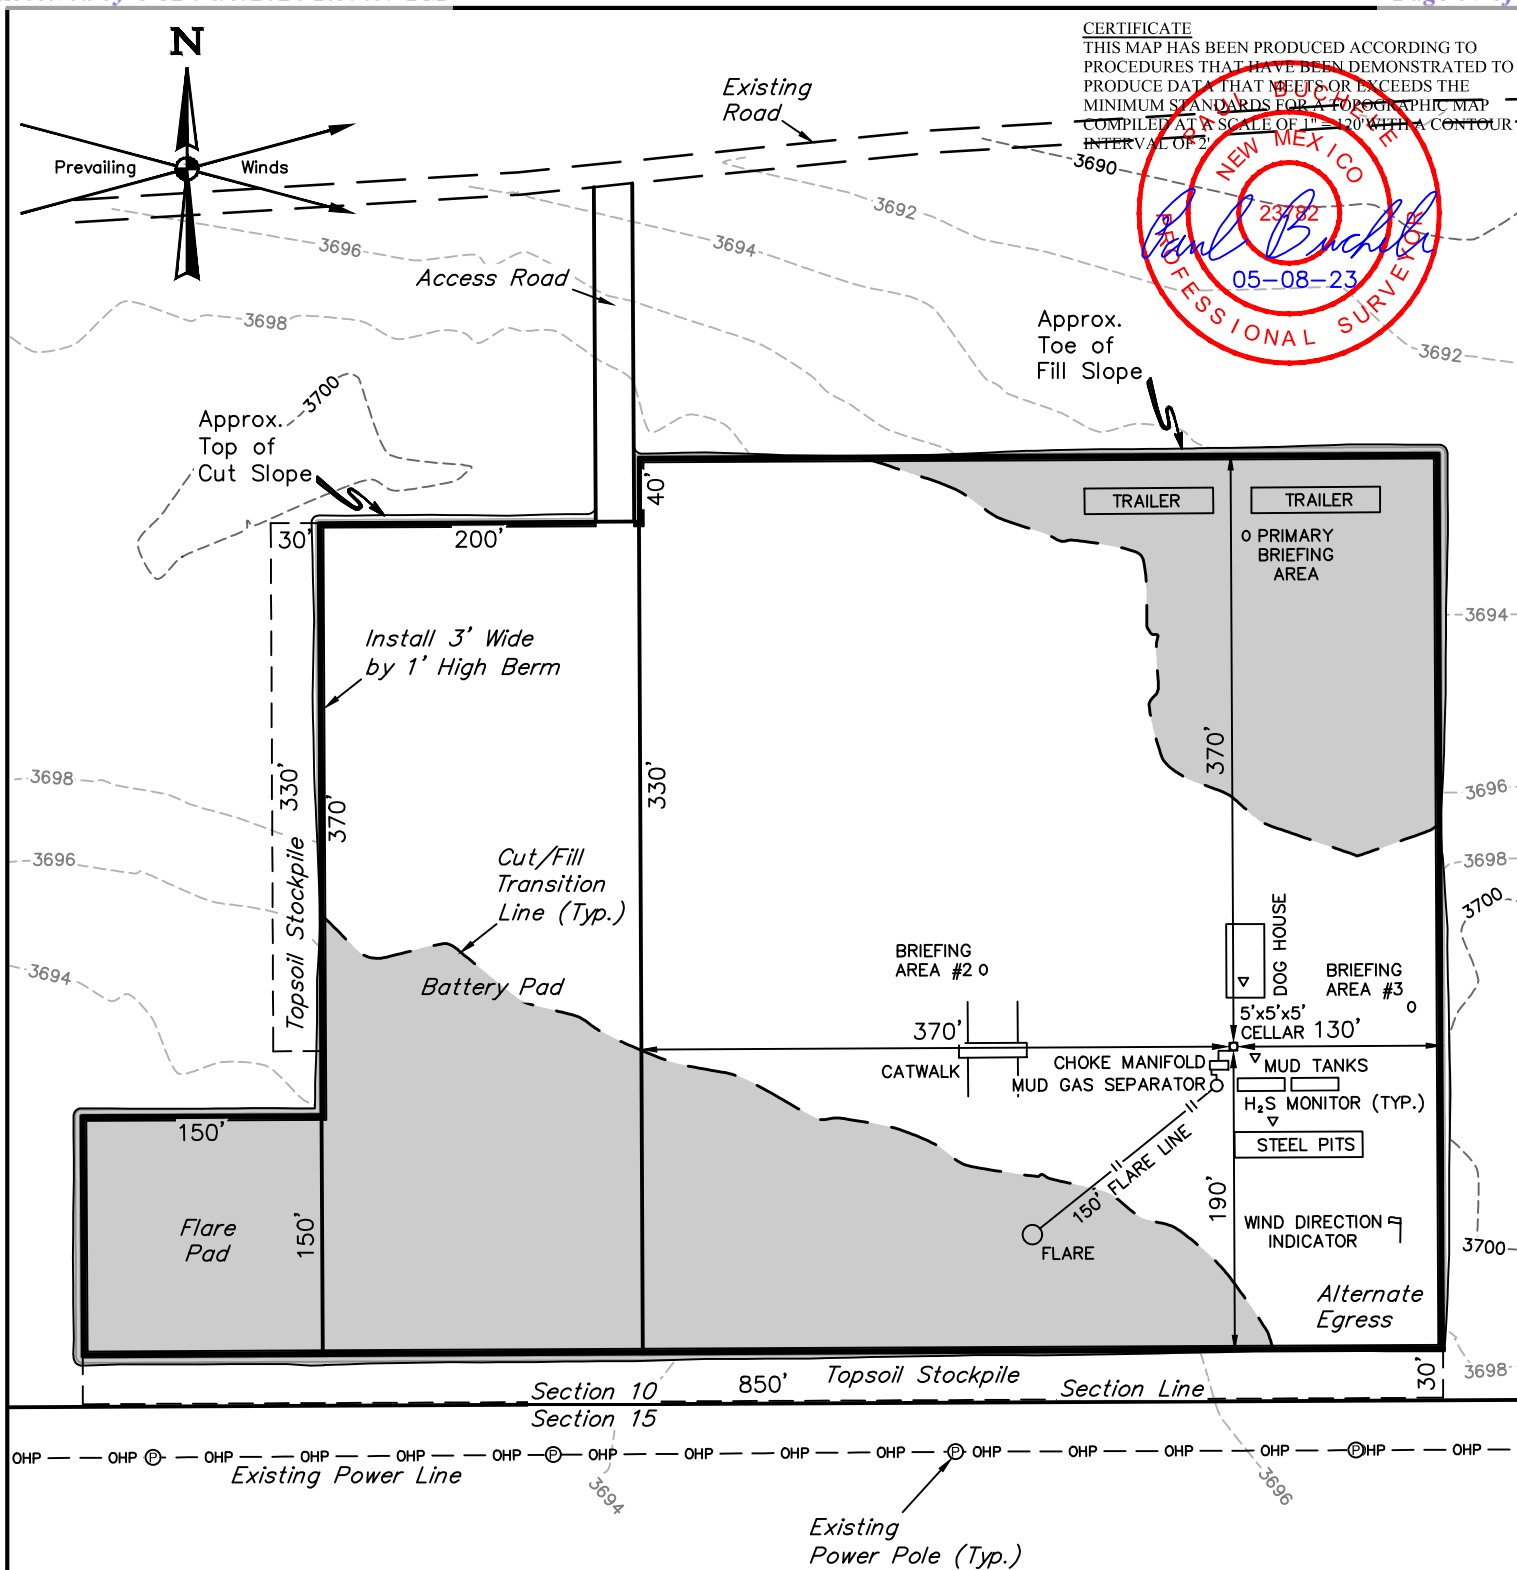 N
Prevailing Winds
CERTIFICATE
THIS MAP HAS BEEN PRODUCED ACCORDING TO
PROCEDURES THAT HAVE BEEN DEMONSTRATED TO
PRODUCE DATA THAT MEETS OR EXCEEDS THE
MINIMUM STANDARDS FOR A TOPOGRAPHIC MAP
COMPILED AT A SCALE OF 1" = 120' WITH A CONTOUR
INTERVAL OF 2'.
PAUL BUCHELE
NEW MEXICO
23782
PROFESSIONAL SURVEYOR
Paul Buchele
05-08-23
Existing
Road
3690
3692
3694
3696
Access Road
3698
3692
Approx.
Toe of
Fill Slope
3700
Approx.
Top of
Cut Slope
40'
TRAILER
TRAILER
30'
200'
PRIMARY
BRIEFING
AREA
3694
Install 3' Wide
by 1' High Berm
370'
3698
330'
330'
3696
370'
3696
Topsoil Stockpile
Cut/Fill
Transition
Line (Typ.)
3698
3700
3694
Battery Pad
BRIEFING
AREA #2
DOG HOUSE
BRIEFING
AREA #3
5'x5'x5'
CELLAR
370'
130'
CATWALK
CHOKE MANIFOLD
MUD TANKS
MUD GAS SEPARATOR
H₂S MONITOR (TYP.)
150'
STEEL PITS
150' FLARE LINE
190'
Flare
Pad
150'
FLARE
WIND DIRECTION
INDICATOR
3700
Alternate
Egress
Topsoil Stockpile
30'
3698
Section 10
850'
Section Line
Section 15
OHP OHP P OHP OHP OHP OHP P OHP OHP OHP OHP P OHP OHP OHP OHP P OHP OHP
Existing Power Line
3694
3696
Existing
Power Pole (Typ.)